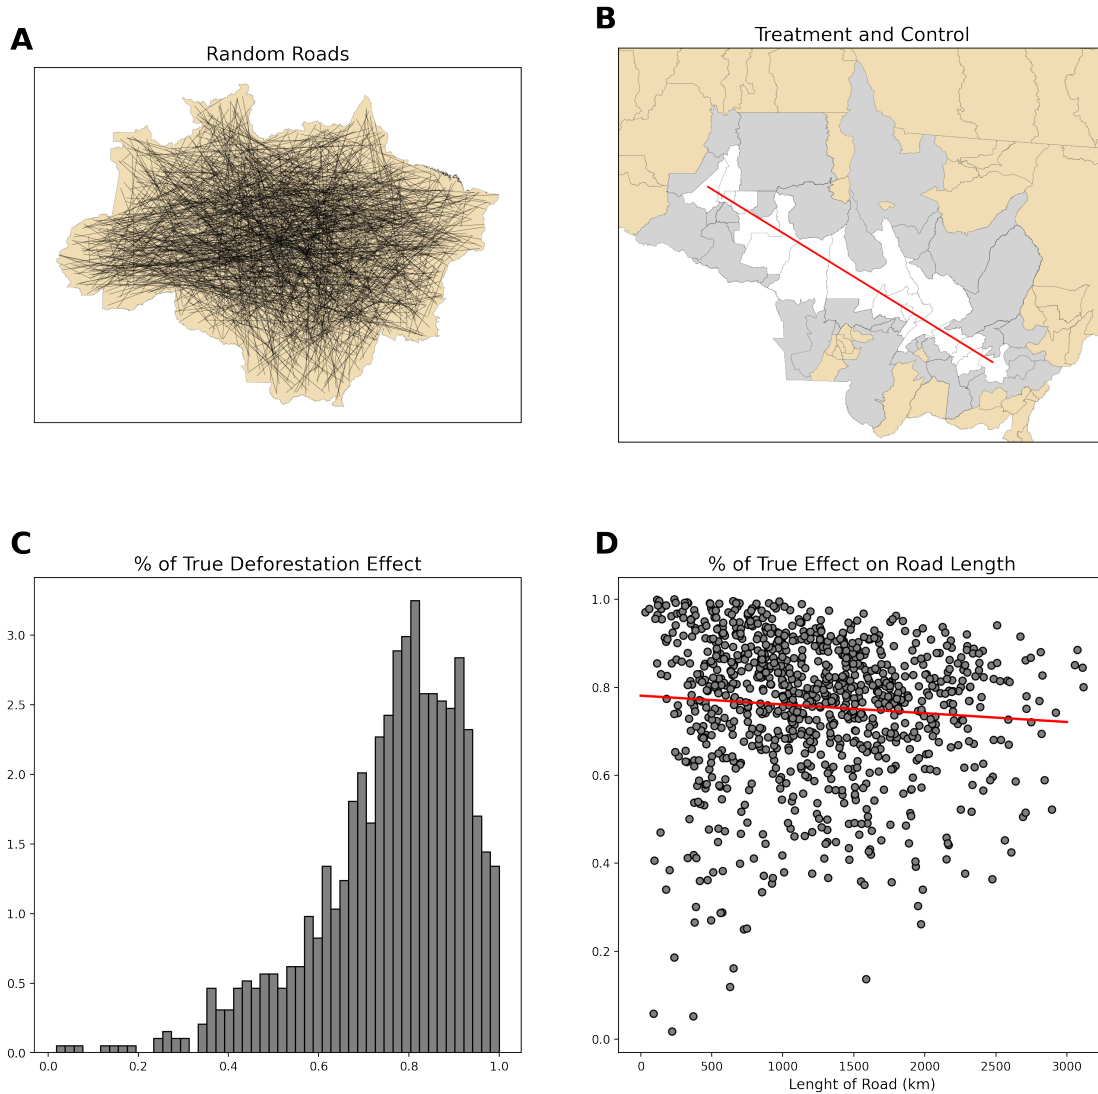 A
Random Roads
B
Treatment and Control
C
% of True Deforestation Effect
3.0
2.5
2.0
1.5
1.0
0.5
0.0
0.0 0.2 0.4 0.6 0.8 1.0
D
% of True Effect on Road Length
1.0
0.8
0.6
0.4
0.2
0.0
0 500 1000 1500 2000 2500 3000
Lenght of Road (km)